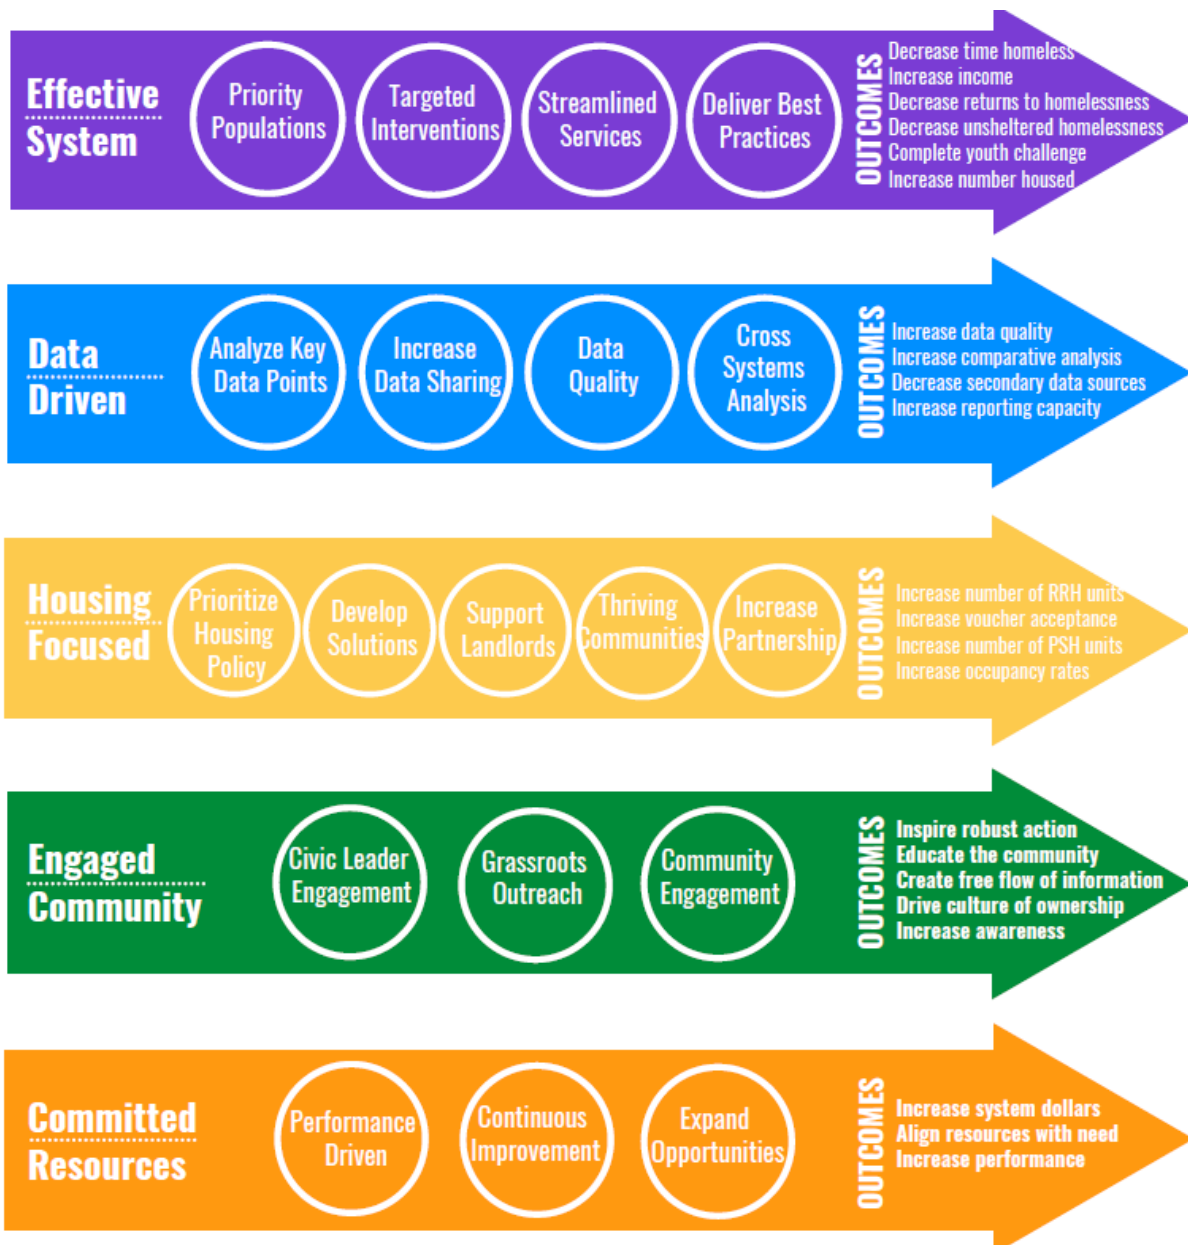 Effective
System
Priority
Populations
Targeted
Interventions
Streamlined
Services
Deliver Best
Practices
OUTCOMES
Decrease time homeless
Increase income
Decrease returns to homelessness
Decrease unsheltered homelessness
Complete youth challenge
Increase number housed
Data
Driven
Analyze Key
Data Points
Increase
Data Sharing
Data
Quality
Cross
Systems
Analysis
OUTCOMES
Increase data quality
Increase comparative analysis
Decrease secondary data sources
Increase reporting capacity
Housing
Focused
Prioritize
Housing
Policy
Develop
Solutions
Support
Landlords
Thriving
Communities
Increase
Partnership
OUTCOMES
Increase number of RRH units
Increase voucher acceptance
Increase number of PSH units
Increase occupancy rates
Engaged
Community
Civic Leader
Engagement
Grassroots
Outreach
Community
Engagement
OUTCOMES
Inspire robust action
Educate the community
Create free flow of information
Drive culture of ownership
Increase awareness
Committed
Resources
Performance
Driven
Continuous
Improvement
Expand
Opportunities
OUTCOMES
Increase system dollars
Align resources with need
Increase performance